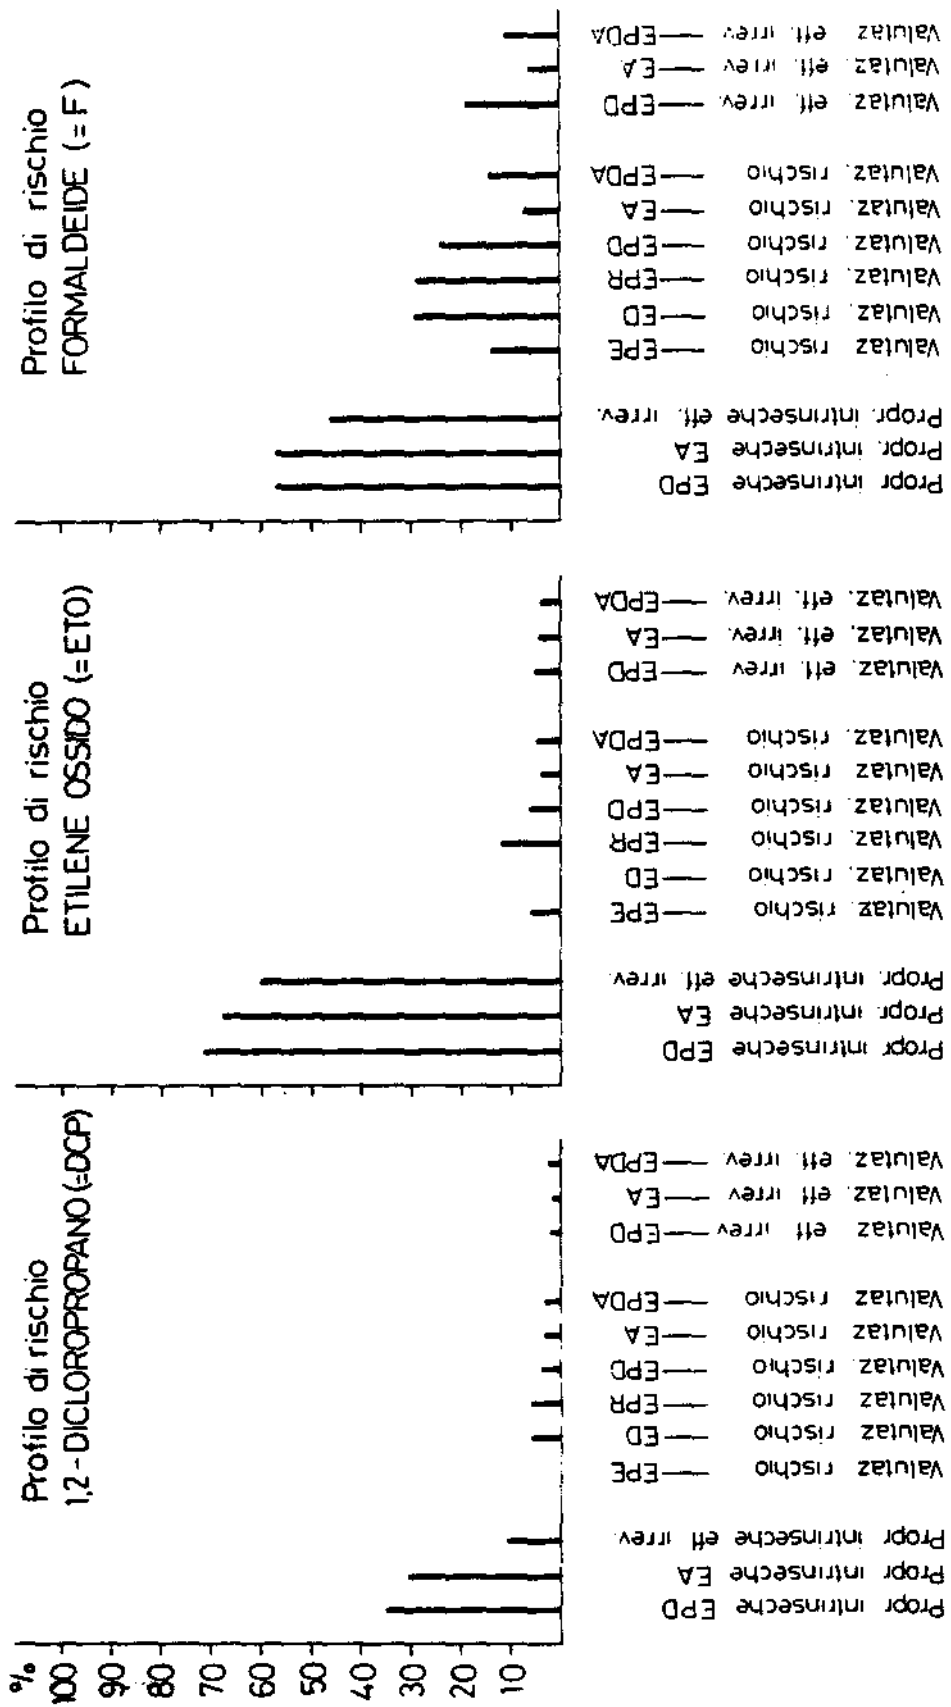 Profilo di rischio
1,2-DICLOROPROPANO (=DCP)
%
100
90
80
70
60
50
40
30
20
10
Propr intrinseche EPD
Propr intrinseche EA
Propr intrinseche eff irrev.
Valutaz rischio — EPE
Valutaz. rischio — ED
Valutaz rischio — EPR
Valutaz. rischio — EPD
Valutaz rischio — EA
Valutaz rischio — EPDA
Valutaz eff irrev — EPD
Valutaz. eff irrev — EA
Valutaz. eff irrev. — EPDA
Profilo di rischio
ETILENE OSSIDO (=ETO)
Propr intrinseche EPD
Propr. intrinseche EA
Propr. intrinseche eff. irrev.
Valutaz. rischio — EPE
Valutaz. rischio — ED
Valutaz. rischio — EPR
Valutaz. rischio — EPD
Valutaz. rischio — EA
Valutaz. rischio — EPDA
Valutaz. eff. irrev — EPD
Valutaz. eff. irrev. — EA
Valutaz. eff. irrev. — EPDA
Profilo di rischio
FORMALDEIDE (=F)
Propr intrinseche EPD
Propr. intrinseche EA
Propr. intrinseche eff. irrev.
Valutaz rischio — EPE
Valutaz. rischio — ED
Valutaz. rischio — EPR
Valutaz. rischio — EPD
Valutaz. rischio — EA
Valutaz. rischio — EPDA
Valutaz eff. irrev. — EPD
Valutaz. eff. irrev — EA
Valutaz eff. irrev — EPDA